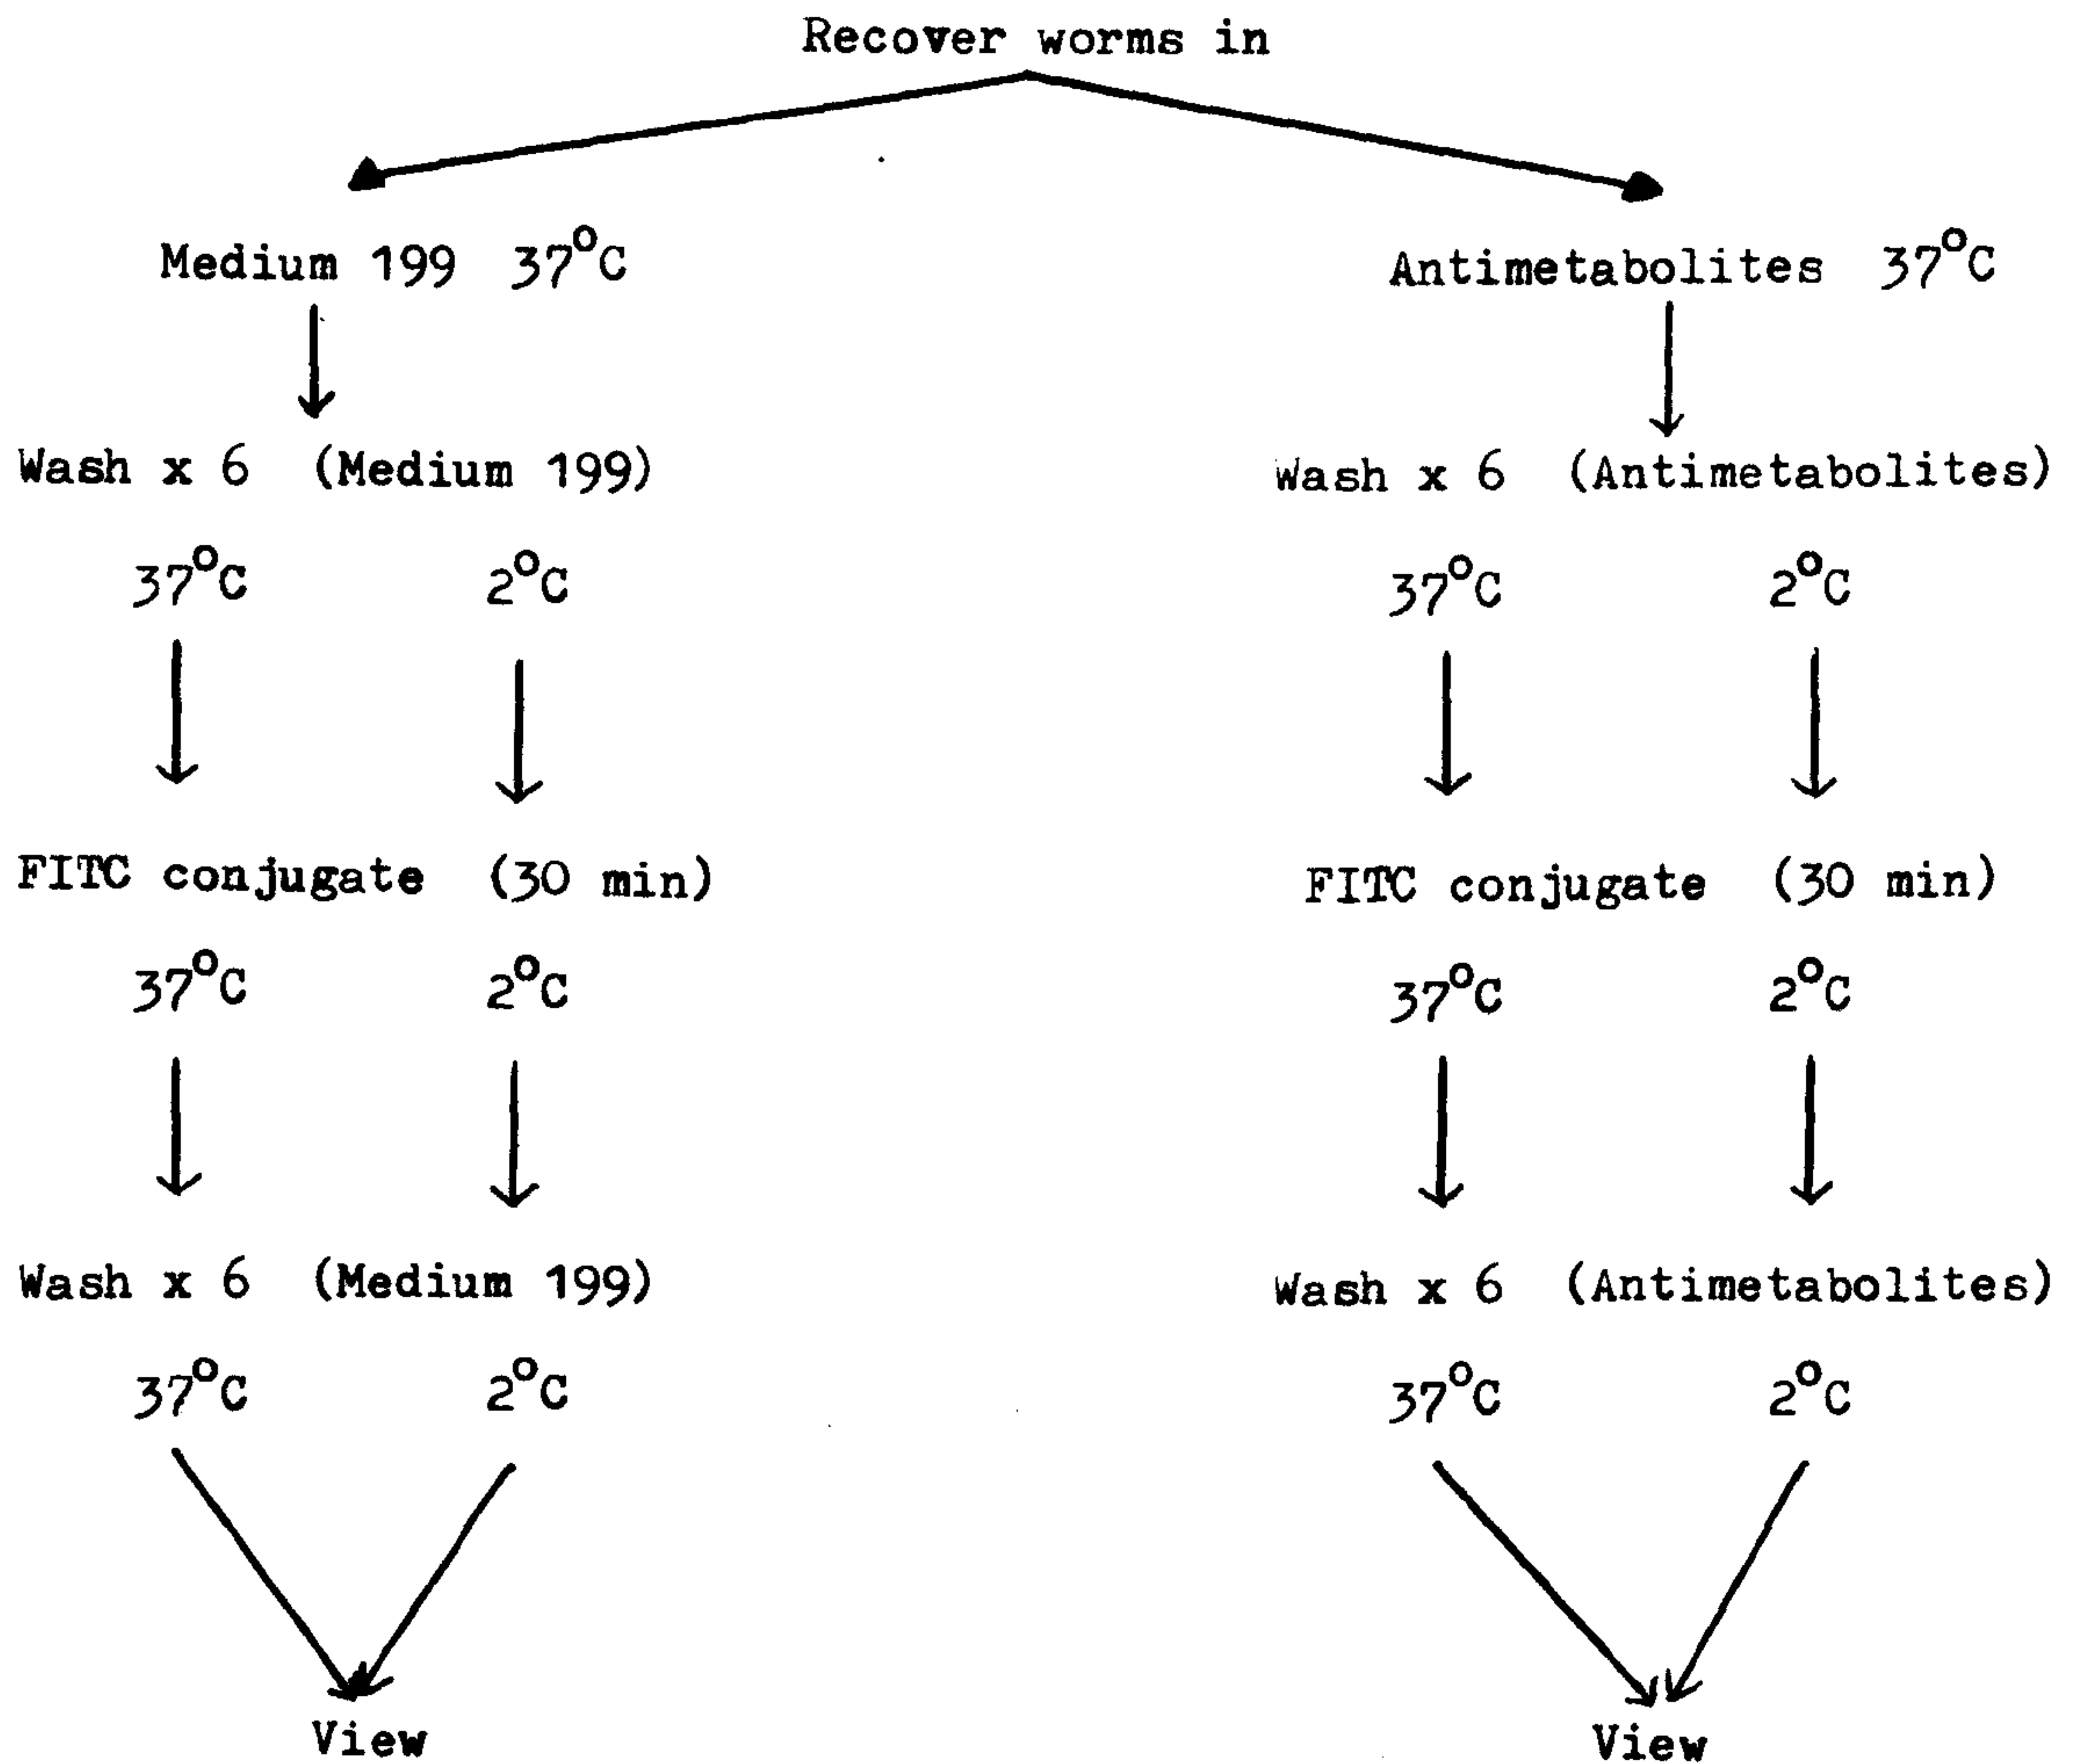 Recover worms in
Medium 199 37°C
Antimetabolites 37°C
Wash x 6 (Medium 199)
Wash x 6 (Antimetabolites)
37°C 2°C
37°C 2°C
FITC conjugate (30 min)
FITC conjugate (30 min)
37°C 2°C
37°C 2°C
Wash x 6 (Medium 199)
Wash x 6 (Antimetabolites)
37°C 2°C
37°C 2°C
View
View